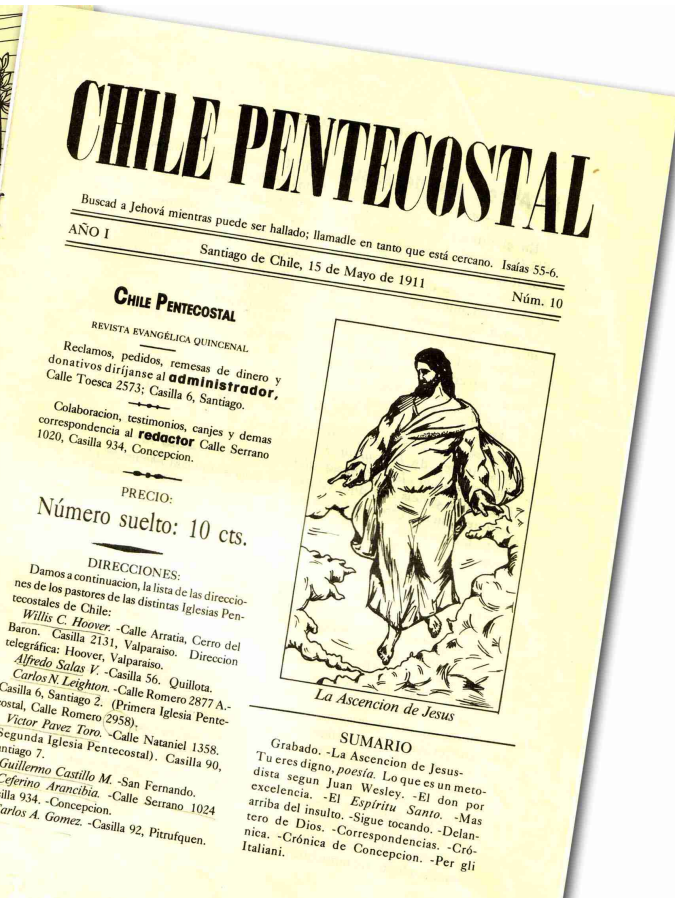 CHILE PENTECOSTAL
Buscad a Jehová mientras puede ser hallado; llamadle en tanto que está cercano. Isaías 55-6.
AÑO I
Santiago de Chile, 15 de Mayo de 1911
Núm. 10
CHILE PENTECOSTAL
REVISTA EVANGÉLICA QUINCENAL
Reclamos, pedidos, remesas de dinero y
donativos diríjanse al administrador,
Calle Toesca 2573; Casilla 6, Santiago.
Colaboracion, testimonios, canjes y demas
correspondencia al redactor Calle Serrano
1020, Casilla 934, Concepcion.
PRECIO:
Número suelto: 10 cts.
DIRECCIONES:
Damos a continuacion, la lista de las direccio-
nes de los pastores de las distintas Iglesias Pen-
tecostales de Chile:
Willis C. Hoover. -Calle Arratia, Cerro del
Baron. Casilla 2131, Valparaiso. Direccion
telegráfica: Hoover, Valparaiso.
Alfredo Salas V. -Casilla 56. Quillota.
Carlos N. Leighton. -Calle Romero 2877 A.-
Casilla 6, Santiago 2. (Primera Iglesia Pente-
costal, Calle Romero 2958).
Victor Pavez Toro. -Calle Nataniel 1358.
Segunda Iglesia Pentecostal). Casilla 90,
ntiago 7.
Guillermo Castillo M. -San Fernando.
Ceferino Arancibia. -Calle Serrano 1024
silla 934. -Concepcion.
arlos A. Gomez. -Casilla 92, Pitrufquen.
La Ascencion de Jesus
SUMARIO
Grabado. -La Ascencion de Jesus-
Tu eres digno, poesía. Lo que es un meto-
dista segun Juan Wesley. -El don por
excelencia. -El Espíritu Santo. -Mas
arriba del insulto. -Sigue tocando. -Delan-
tero de Dios. -Correspondencias. -Cró-
nica. -Crónica de Concepcion. -Per gli
Italiani.